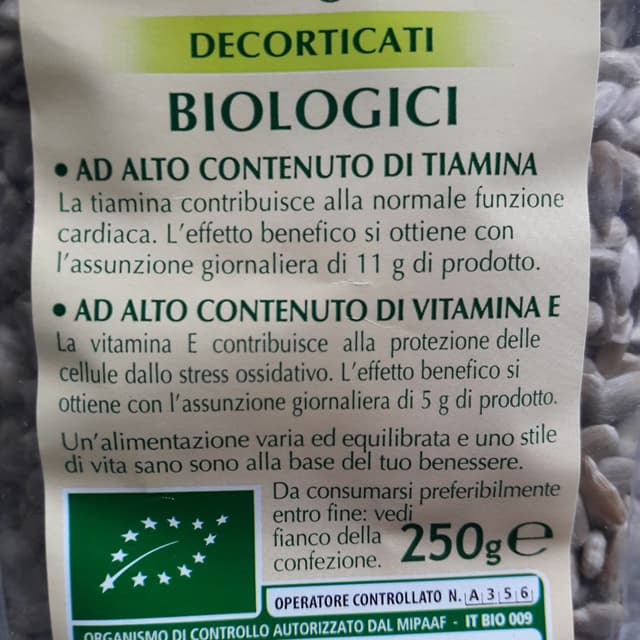 DECORTICATI
BIOLOGICI
• AD ALTO CONTENUTO DI TIAMINA
La tiamina contribuisce alla normale funzione
cardiaca. L'effetto benefico si ottiene con
l'assunzione giornaliera di 11 g di prodotto.
• AD ALTO CONTENUTO DI VITAMINA E
La vitamina E contribuisce alla protezione delle
cellule dallo stress ossidativo. L'effetto benefico si
ottiene con l'assunzione giornaliera di 5 g di prodotto.
Un'alimentazione varia ed equilibrata e uno stile
di vita sano sono alla base del tuo benessere.
Da consumarsi preferibilmente
entro fine: vedi
fianco della
confezione.
250g℮
OPERATORE CONTROLLATO N. A356
ORGANISMO DI CONTROLLO AUTORIZZATO DAL MIPAAF - IT BIO 009